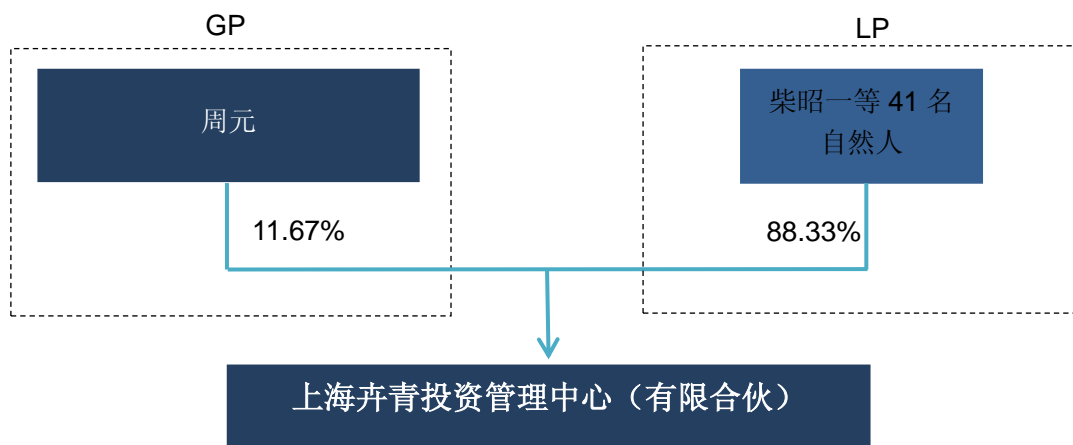 GP
LP
周元
柴昭一等 41 名
自然人
11.67%
88.33%
上海卉青投资管理中心（有限合伙）